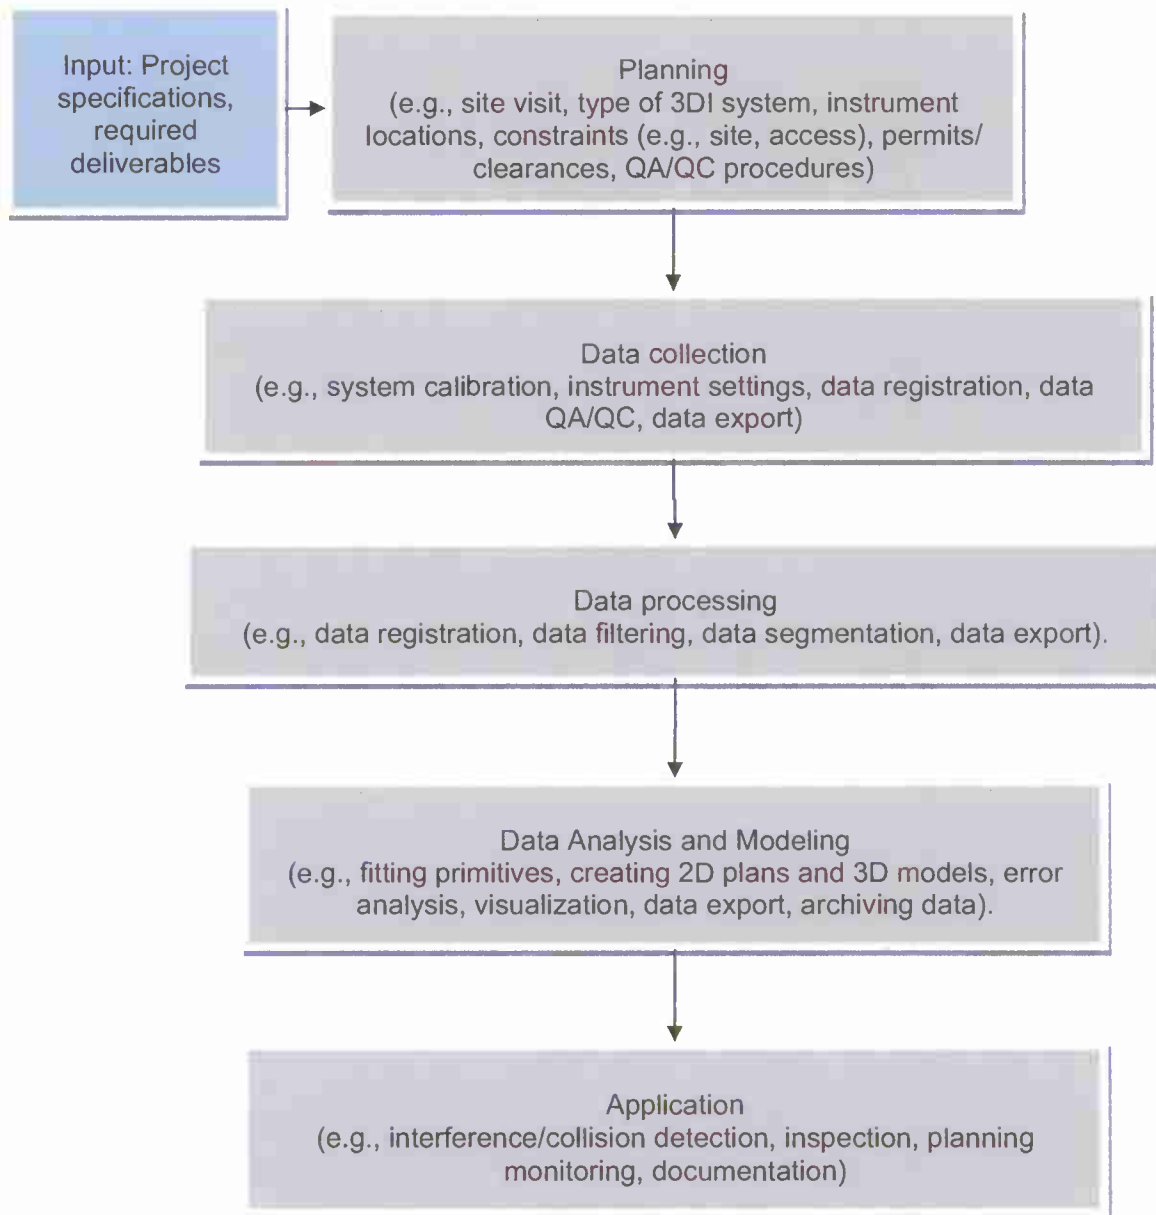 Input: Project
specifications,
required
deliverables
Planning
(e.g., site visit, type of 3DI system, instrument
locations, constraints (e.g., site, access), permits/
clearances, QA/QC procedures)
Data collection
(e.g., system calibration, instrument settings, data registration, data
QA/QC, data export)
Data processing
(e.g., data registration, data filtering, data segmentation, data export).
Data Analysis and Modeling
(e.g., fitting primitives, creating 2D plans and 3D models, error
analysis, visualization, data export, archiving data).
Application
(e.g., interference/collision detection, inspection, planning
monitoring, documentation)